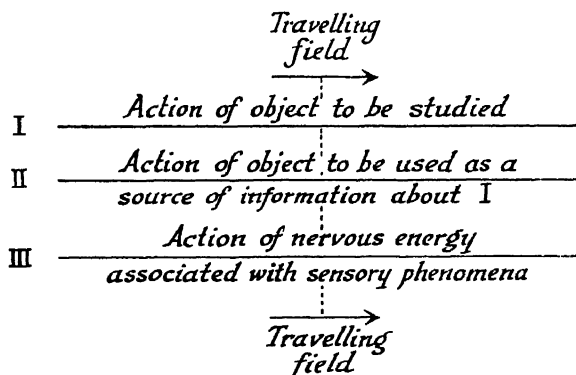 Travelling
field
I Action of object to be studied
II Action of object to be used as a
source of information about I
III Action of nervous energy
associated with sensory phenomena
Travelling
field